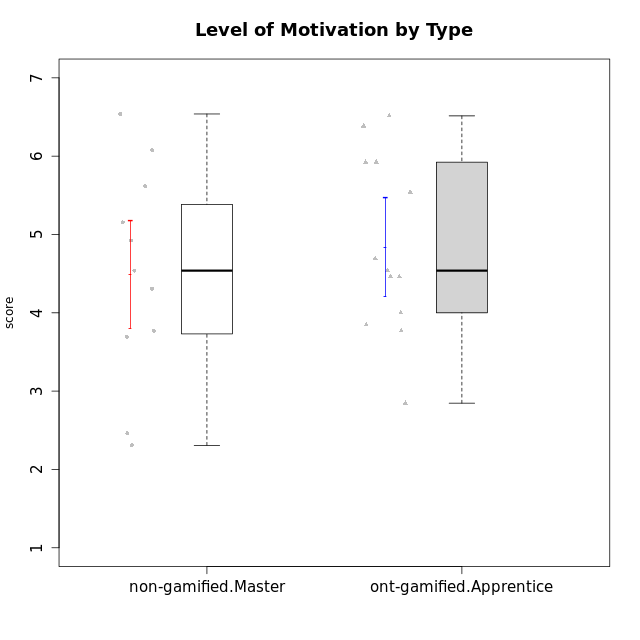 Level of Motivation by Type
score
7
6
5
4
3
2
1
non-gamified.Master
ont-gamified.Apprentice